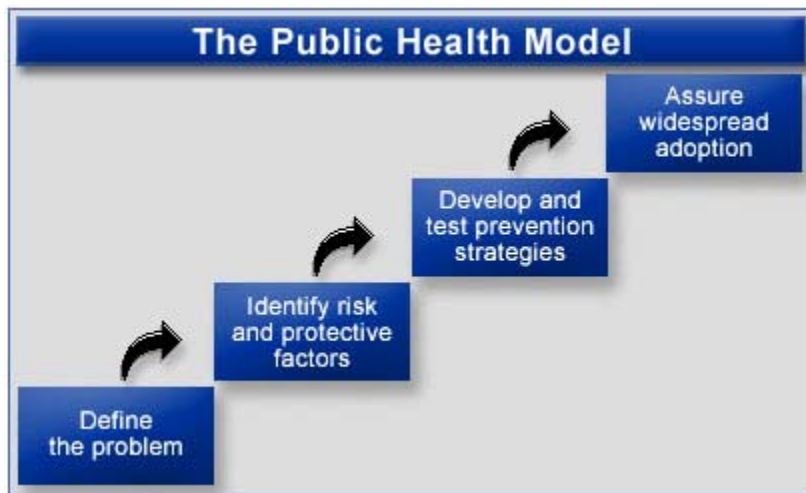 The Public Health Model
Define
the problem
Identify risk
and protective
factors
Develop and
test prevention
strategies
Assure
widespread
adoption